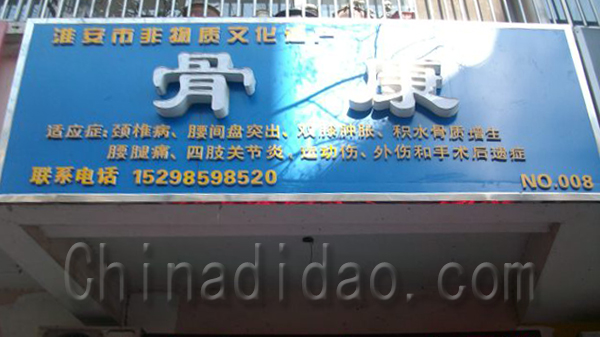 淮安市非物质文化遗产
骨康
适应症:颈椎病、腰间盘突出、双膝肿胀、积水骨质增生
腰腿痛、四肢关节炎、运动伤、外伤和手术后遗症
联系电话 15298598520 NO.008
Chinadidao.com